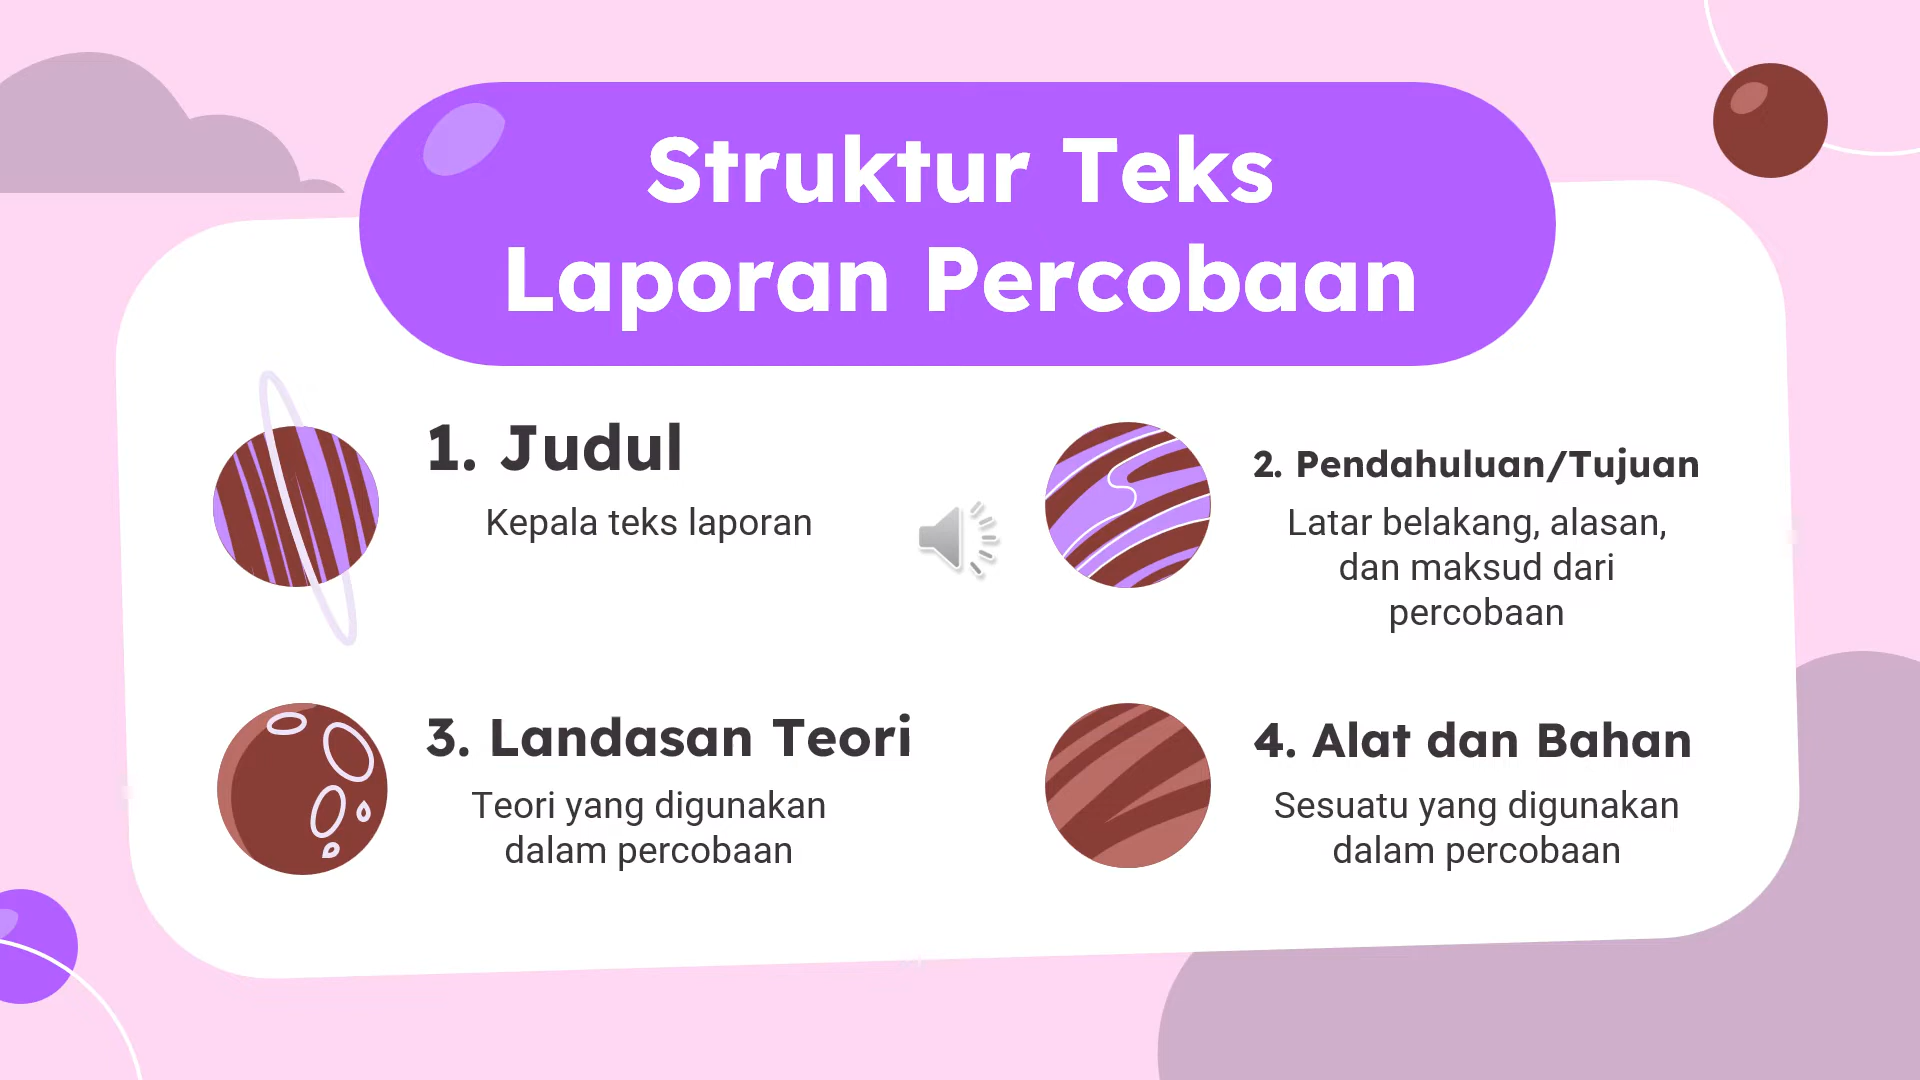 Struktur Teks
Laporan Percobaan
1. Judul
Kepala teks laporan
2. Pendahuluan/Tujuan
Latar belakang, alasan,
dan maksud dari
percobaan
3. Landasan Teori
Teori yang digunakan
dalam percobaan
4. Alat dan Bahan
Sesuatu yang digunakan
dalam percobaan